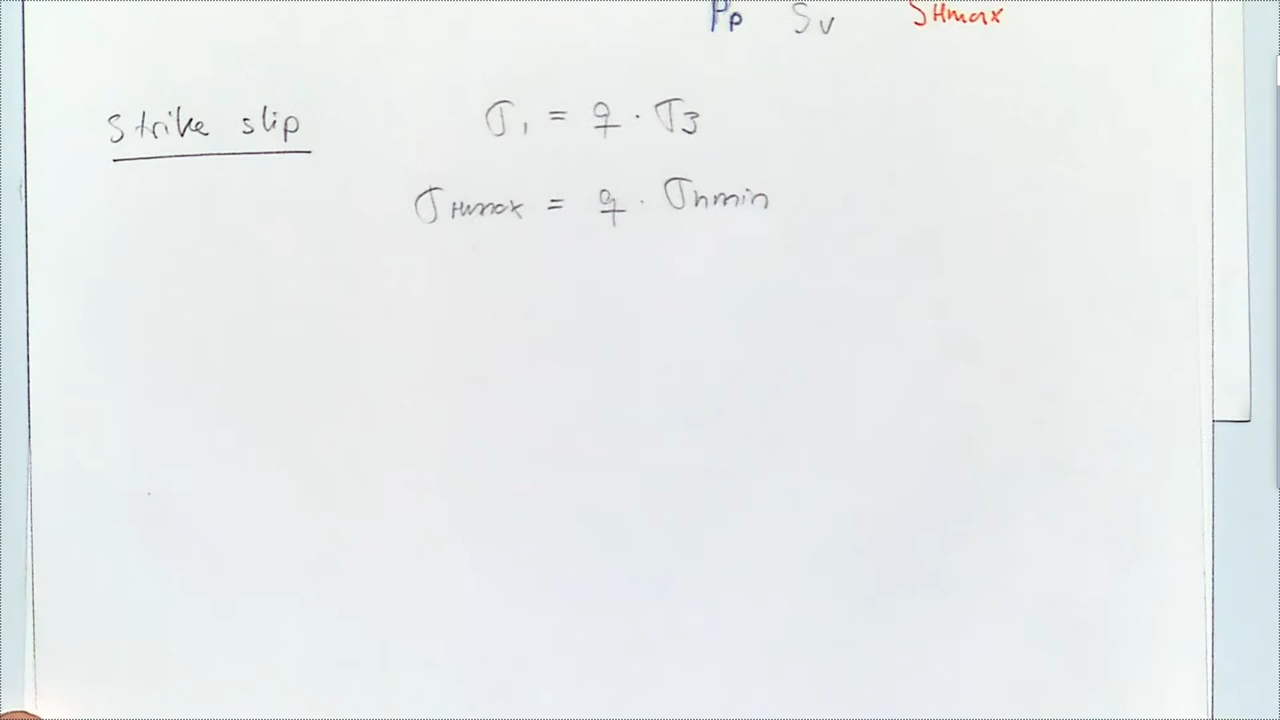 Pp Sv SHmax
Strike slip σ1 = q · σ3
σHmax = q · σhmin